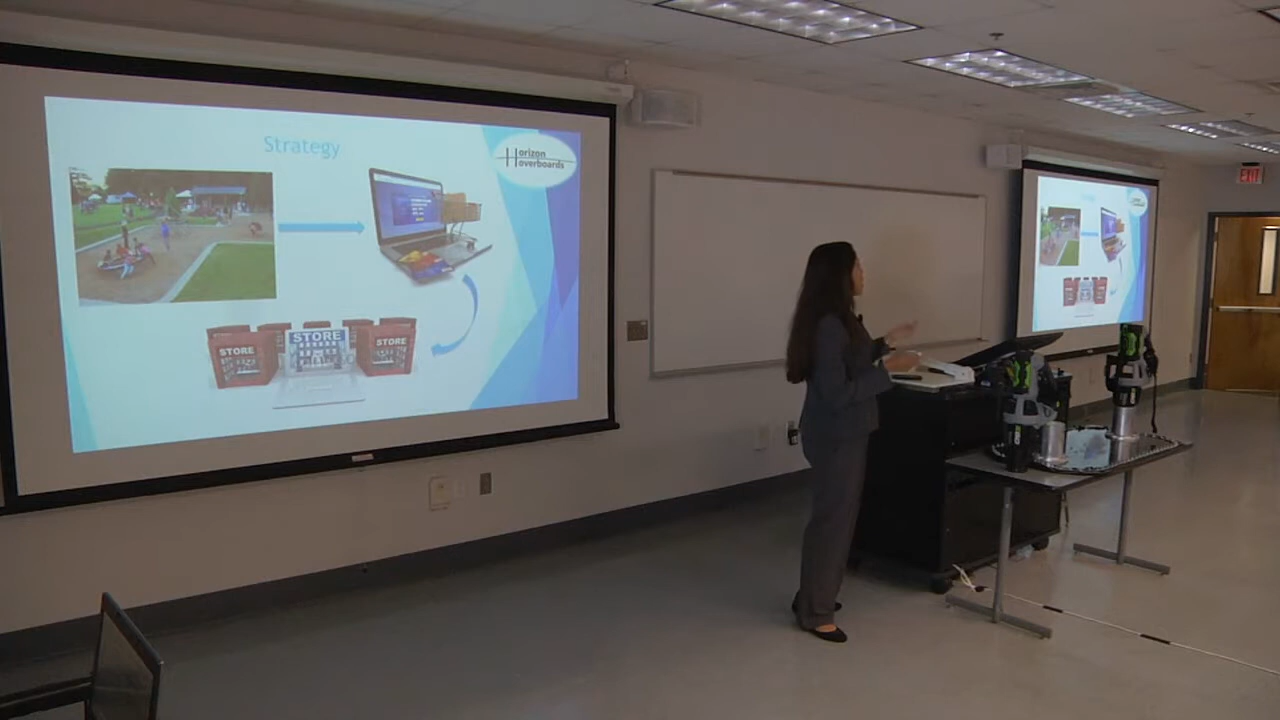 Strategy
Horizon
Hoverboards
STORE
STORE
STORE
EXIT